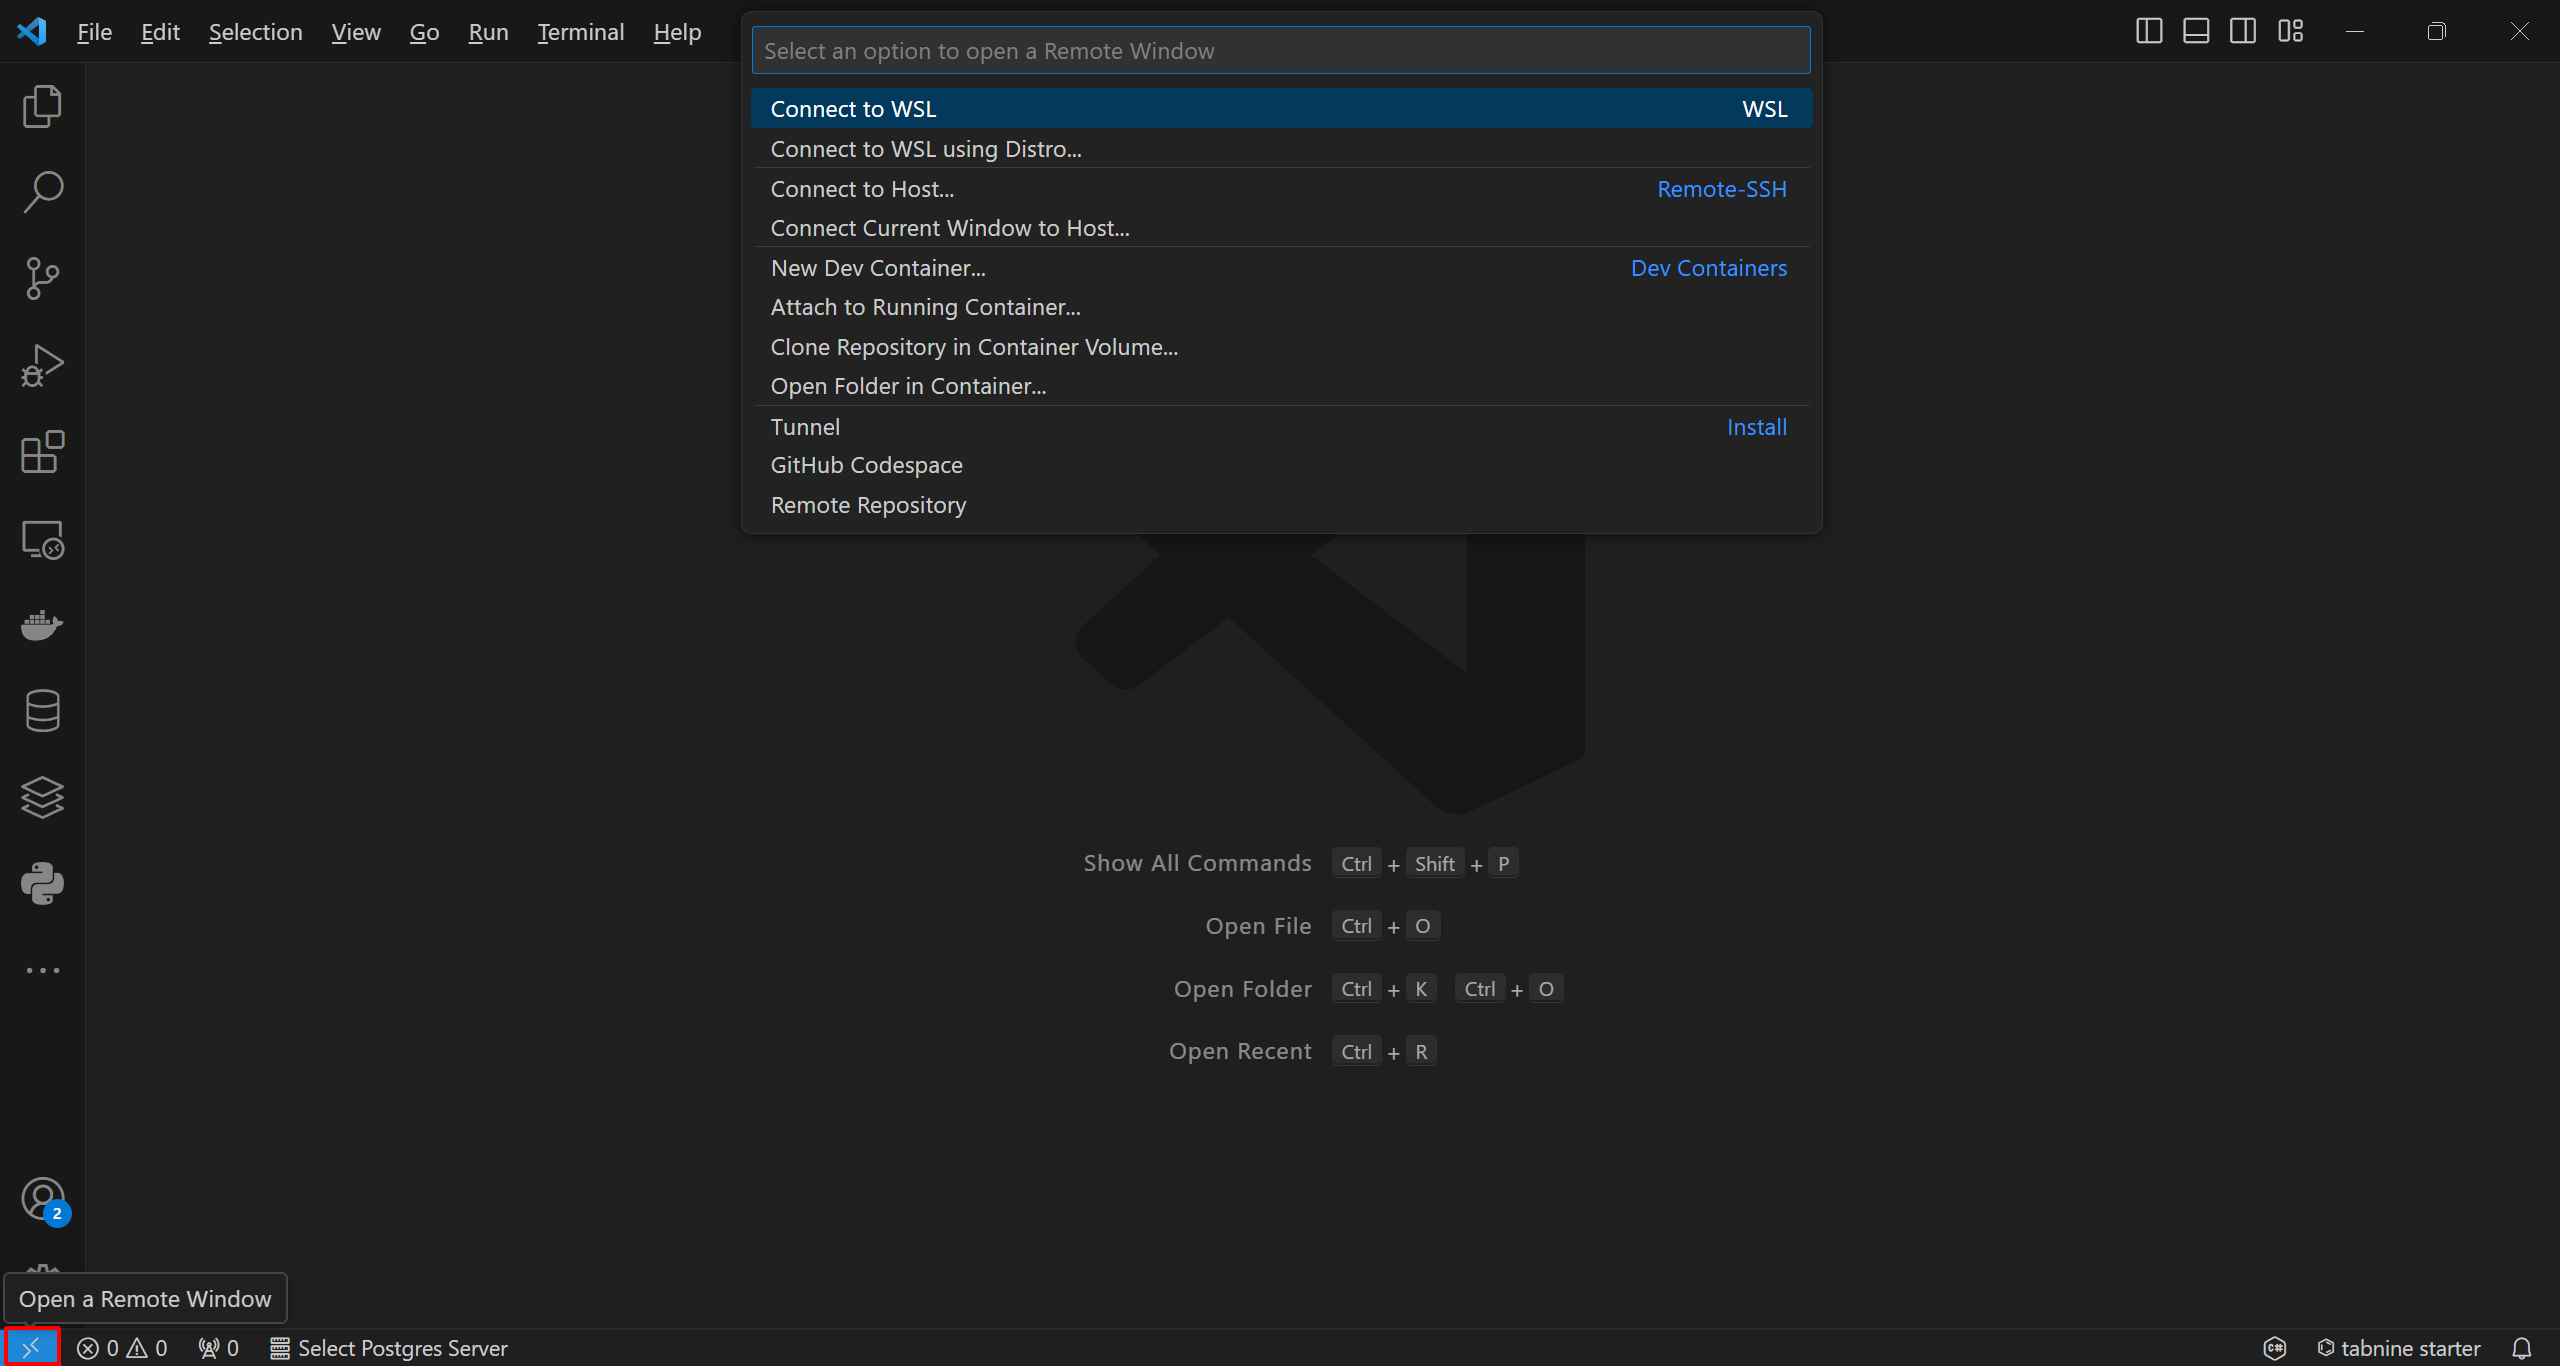 File Edit Selection View Go Run Terminal Help
Select an option to open a Remote Window
Connect to WSL WSL
Connect to WSL using Distro...
Connect to Host... Remote-SSH
Connect Current Window to Host...
New Dev Container... Dev Containers
Attach to Running Container...
Clone Repository in Container Volume...
Open Folder in Container...
Tunnel Install
GitHub Codespace
Remote Repository
Show All Commands Ctrl + Shift + P
Open File Ctrl + O
Open Folder Ctrl + K Ctrl + O
Open Recent Ctrl + R
2
Open a Remote Window
0 0 0 Select Postgres Server C# tabnine starter